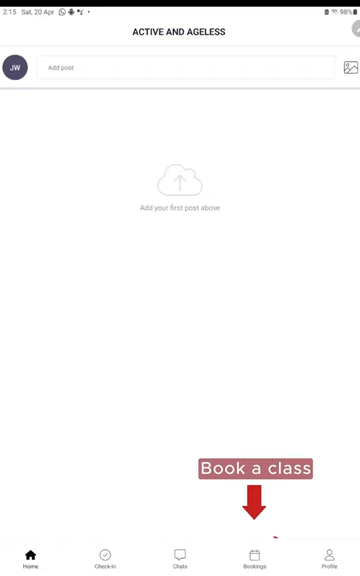 2:15 Sat, 20 Apr
98%
ACTIVE AND AGELESS
JW
Add post
Add your first post above
Book a class
Home
Check-in
Chats
Bookings
Profile